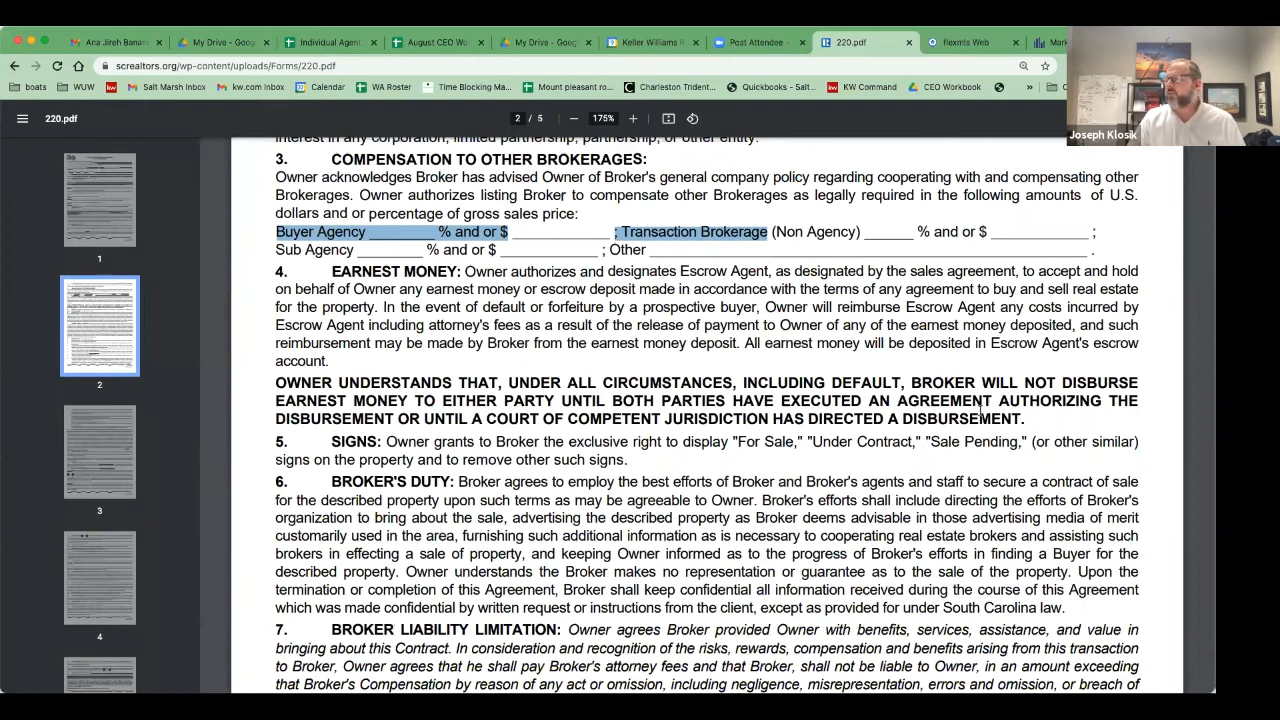 Ana Jireh Banam
My Drive - Goog
Individual Agent
August CEO Wo
My Drive - Goog
Keller Williams R
Post Attendee -
220.pdf
flexmls Web
Mark
screaltors.org/wp-content/uploads/Forms/220.pdf
boats
WUW
Salt Marsh Inbox
kw.com Inbox
Calendar
WA Roster
Time Blocking Ma...
Mount pleasant ro...
Charleston Trident...
Quickbooks - Salt...
KW Command
CEO Workbook
Joseph Klosik
220.pdf
2 / 5
175%
1
2
3
4
interest in any general, limited partnership, partnership, or other entity.
3. COMPENSATION TO OTHER BROKERAGES:
Owner acknowledges Broker has advised Owner of Broker's general company policy regarding cooperating with and compensating other
Brokerages. Owner authorizes listing Broker to compensate other Brokerages as legally required in the following amounts of U.S.
dollars and or percentage of gross sales price:
Buyer Agency ________ % and or $ ____________ ; Transaction Brokerage (Non Agency) ______ % and or $ ____________ ;
Sub Agency ________ % and or $ ____________ ; Other ____________________________________________________ .
4. EARNEST MONEY: Owner authorizes and designates Escrow Agent, as designated by the sales agreement, to accept and hold
on behalf of Owner any earnest money or escrow deposit made in accordance with the terms of any agreement to buy and sell real estate
for the property. In the event of default or forfeiture by a prospective buyer, Owner will reimburse Escrow Agent any costs incurred by
Escrow Agent including attorney's fees as a result of the release of payment to Owner of any of the earnest money deposited, and such
reimbursement may be made by Broker from the earnest money deposit. All earnest money will be deposited in Escrow Agent's escrow
account.
OWNER UNDERSTANDS THAT, UNDER ALL CIRCUMSTANCES, INCLUDING DEFAULT, BROKER WILL NOT DISBURSE
EARNEST MONEY TO EITHER PARTY UNTIL BOTH PARTIES HAVE EXECUTED AN AGREEMENT AUTHORIZING THE
DISBURSEMENT OR UNTIL A COURT OF COMPETENT JURISDICTION HAS DIRECTED A DISBURSEMENT.
5. SIGNS: Owner grants to Broker the exclusive right to display "For Sale," "Under Contract," "Sale Pending," (or other similar)
signs on the property and to remove other such signs.
6. BROKER'S DUTY: Broker agrees to employ the best efforts of Broker and Broker's agents and staff to secure a contract of sale
for the described property upon such terms as may be agreeable to Owner. Broker's efforts shall include directing the efforts of Broker's
organization to bring about the sale, advertising the described property as Broker deems advisable in those advertising media of merit
customarily used in the area, furnishing such additional information as is necessary to cooperating real estate brokers and assisting such
brokers in effecting a sale of property, and keeping Owner informed as to the progress of Broker's efforts in finding a Buyer for the
described property. Owner understands the Broker makes no representation or guarantee as to the sale of the property. Upon the
termination or completion of this Agreement, Broker shall keep confidential all information received during the course of this Agreement
which was made confidential by written request or instructions from the client, except as provided for under South Carolina law.
7. BROKER LIABILITY LIMITATION: Owner agrees Broker provided Owner with benefits, services, assistance, and value in
bringing about this Contract. In consideration and recognition of the risks, rewards, compensation and benefits arising from this transaction
to Broker, Owner agrees that he shall pay Broker's attorney fees and that Broker, shall not be liable to Owner, in an amount exceeding
that Broker's Compensation by reason of any act or omission, including negligence, misrepresentation, error and omission, or breach of